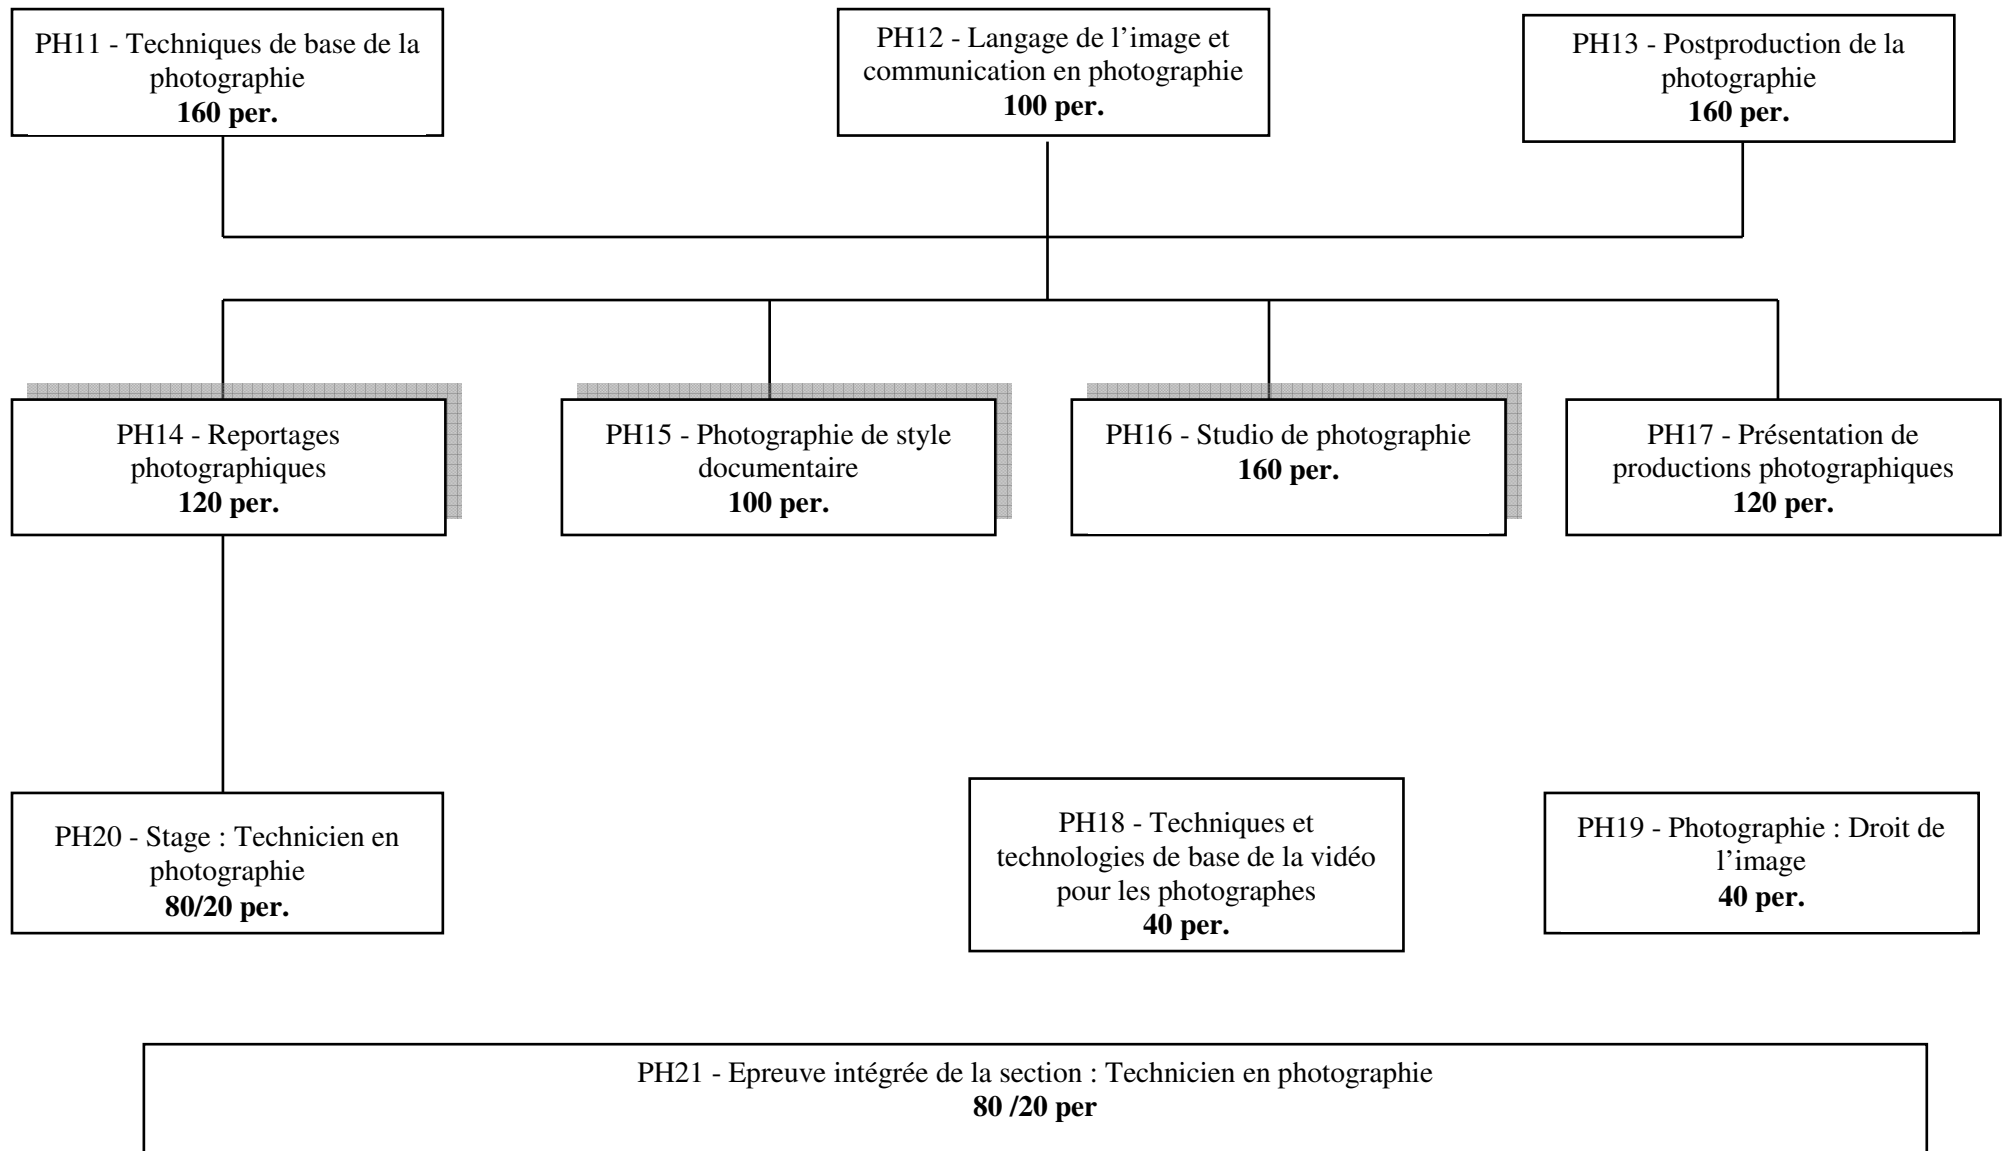 PH11 - Techniques de base de la
photographie
160 per.
PH12 - Langage de l’image et
communication en photographie
100 per.
PH13 - Postproduction de la
photographie
160 per.
PH14 - Reportages
photographiques
120 per.
PH15 - Photographie de style
documentaire
100 per.
PH16 - Studio de photographie
160 per.
PH17 - Présentation de
productions photographiques
120 per.
PH20 - Stage : Technicien en
photographie
80/20 per.
PH18 - Techniques et
technologies de base de la vidéo
pour les photographes
40 per.
PH19 - Photographie : Droit de
l’image
40 per.
PH21 - Epreuve intégrée de la section : Technicien en photographie
80 /20 per